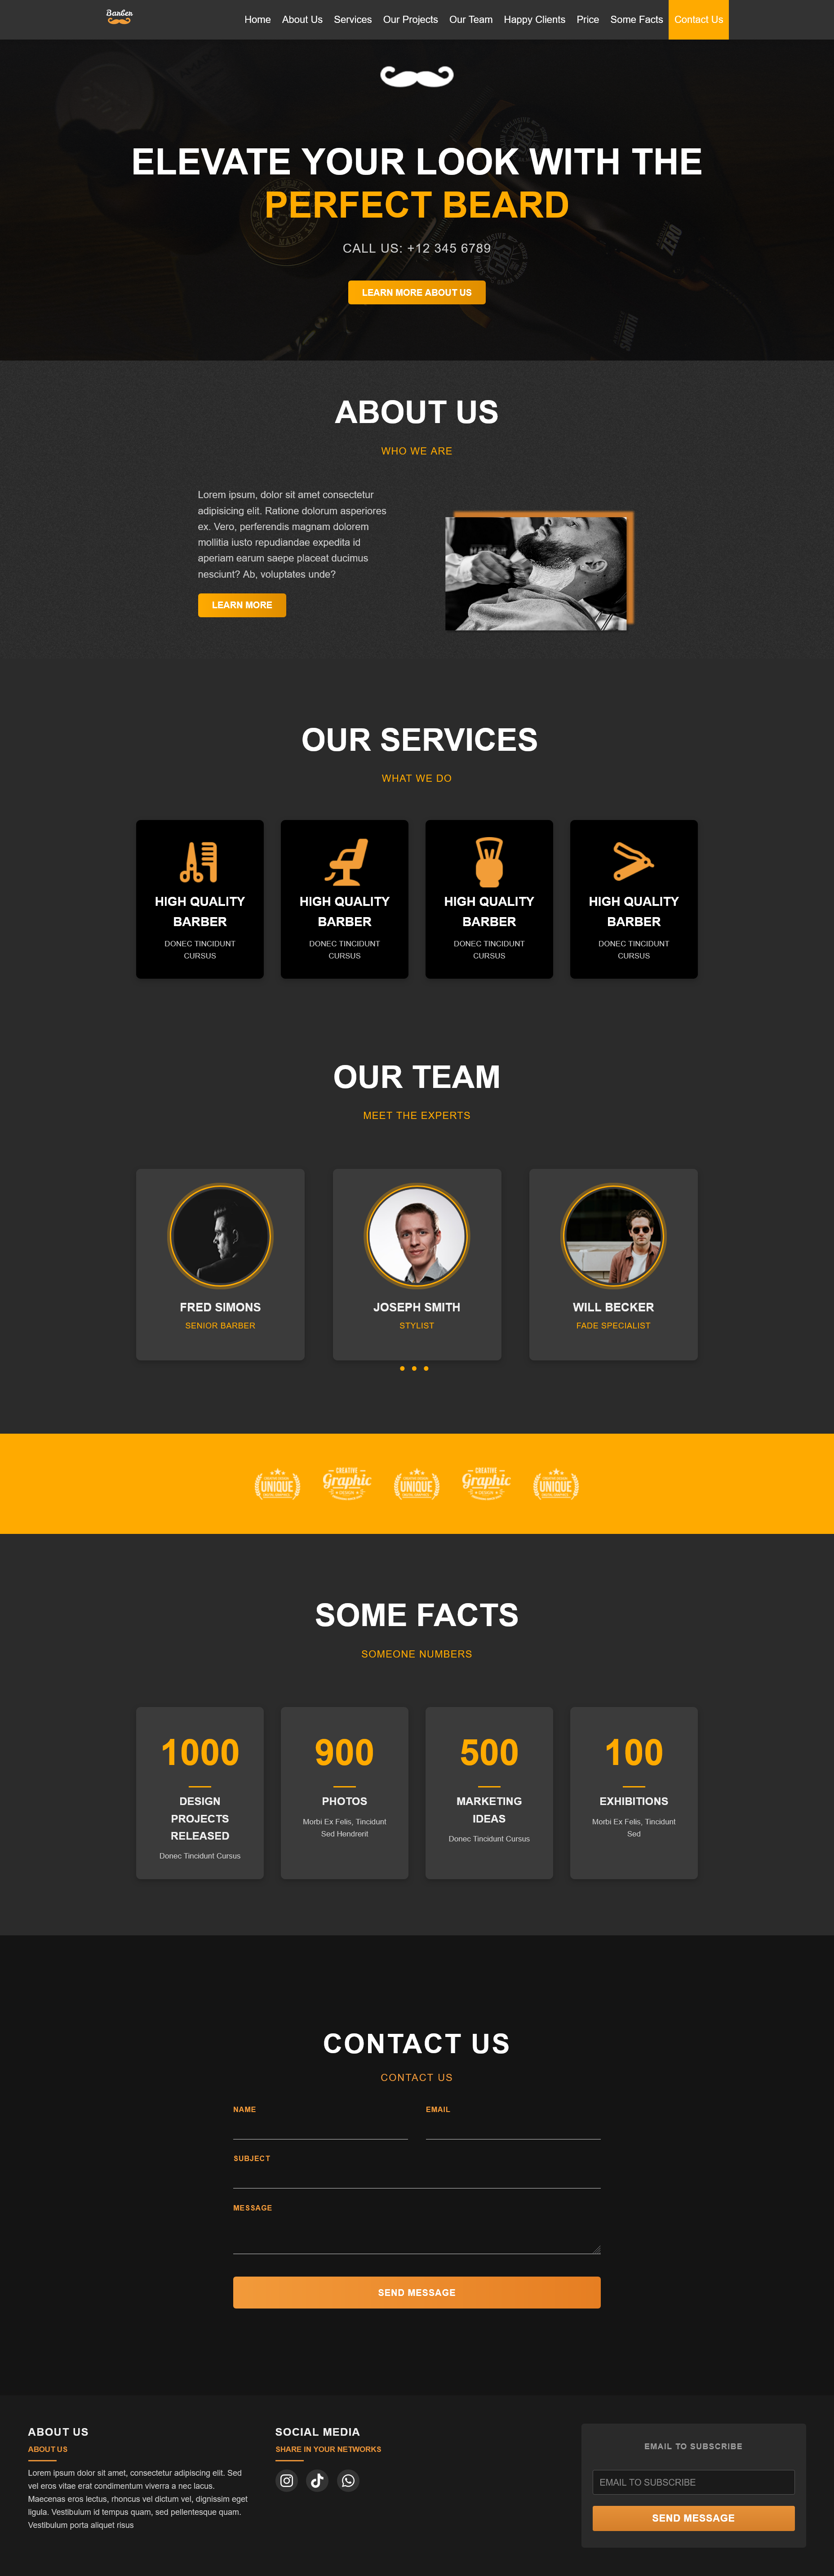 Barber
Home About Us Services Our Projects Our Team Happy Clients Price Some Facts Contact Us
ELEVATE YOUR LOOK WITH THE
PERFECT BEARD
CALL US: +12 345 6789
LEARN MORE ABOUT US
ZERO
SMOOTH
ABOUT US
WHO WE ARE
Lorem ipsum, dolor sit amet consectetur
adipisicing elit. Ratione dolorum asperiores
ex. Vero, perferendis magnam dolorem
mollitia iusto repudiandae expedita id
aperiam earum saepe placeat ducimus
nesciunt? Ab, voluptates unde?
LEARN MORE
OUR SERVICES
WHAT WE DO
HIGH QUALITY
BARBER
DONEC TINCIDUNT
CURSUS
HIGH QUALITY
BARBER
DONEC TINCIDUNT
CURSUS
HIGH QUALITY
BARBER
DONEC TINCIDUNT
CURSUS
HIGH QUALITY
BARBER
DONEC TINCIDUNT
CURSUS
OUR TEAM
MEET THE EXPERTS
FRED SIMONS
SENIOR BARBER
JOSEPH SMITH
STYLIST
WILL BECKER
FADE SPECIALIST
UNIQUE
CREATIVE
Graphic
DESIGN
UNIQUE
CREATIVE
Graphic
DESIGN
UNIQUE
SOME FACTS
SOMEONE NUMBERS
1000
DESIGN
PROJECTS
RELEASED
Donec Tincidunt Cursus
900
PHOTOS
Morbi Ex Felis, Tincidunt
Sed Hendrerit
500
MARKETING
IDEAS
Donec Tincidunt Cursus
100
EXHIBITIONS
Morbi Ex Felis, Tincidunt
Sed
CONTACT US
CONTACT US
NAME
EMAIL
SUBJECT
MESSAGE
SEND MESSAGE
ABOUT US
ABOUT US
Lorem ipsum dolor sit amet, consectetur adipiscing elit. Sed
vel eros vitae erat condimentum viverra a nec lacus.
Maecenas eros lectus, rhoncus vel dictum vel, dignissim eget
ligula. Vestibulum id tempus quam, sed pellentesque quam.
Vestibulum porta aliquet risus
SOCIAL MEDIA
SHARE IN YOUR NETWORKS
EMAIL TO SUBSCRIBE
EMAIL TO SUBSCRIBE
SEND MESSAGE